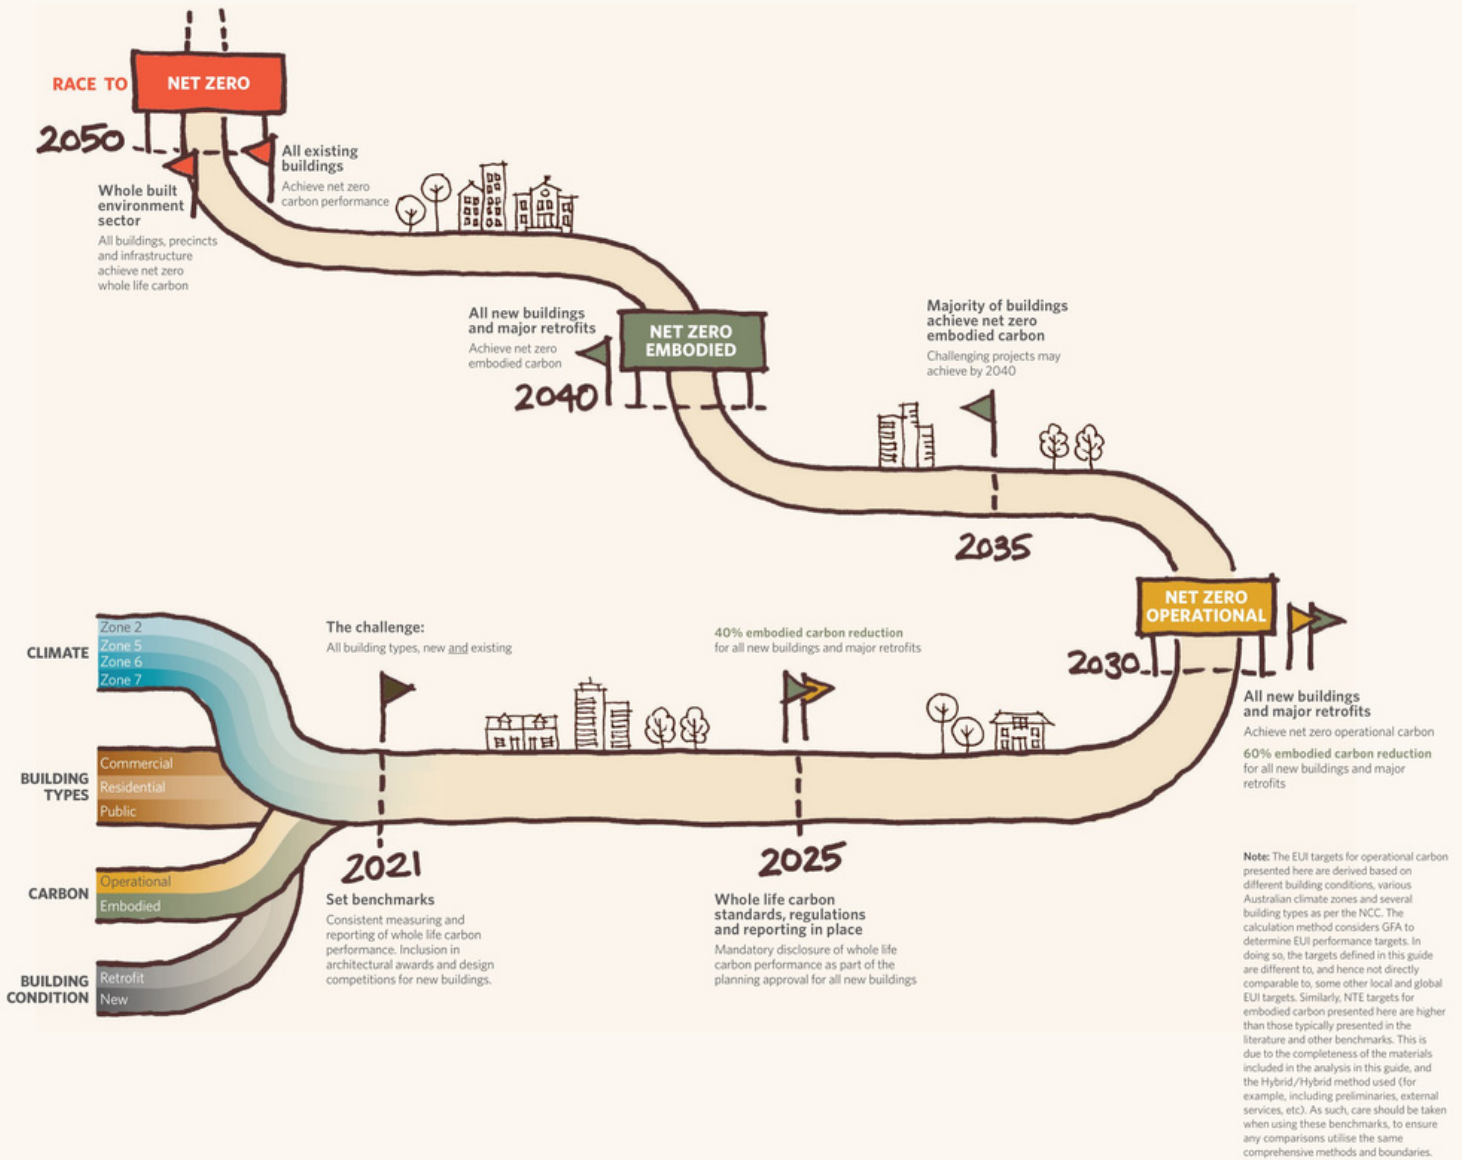 RACE TO
NET ZERO
2050
All existing
buildings
Achieve net zero
carbon performance
Whole built
environment
sector
All buildings, precincts
and infrastructure
achieve net zero
whole life carbon
All new buildings
and major retrofits
Achieve net zero
embodied carbon
NET ZERO
EMBODIED
2040
Majority of buildings
achieve net zero
embodied carbon
Challenging projects may
achieve by 2040
2035
NET ZERO
OPERATIONAL
2030
All new buildings
and major retrofits
Achieve net zero operational carbon
60% embodied carbon reduction
for all new buildings and major
retrofits
CLIMATE
Zone 2
Zone 5
Zone 6
Zone 7
BUILDING
TYPES
Commercial
Residential
Public
CARBON
Operational
Embodied
BUILDING
CONDITION
Retrofit
New
The challenge:
All building types, new and existing
2021
Set benchmarks
Consistent measuring and
reporting of whole life carbon
performance. Inclusion in
architectural awards and design
competitions for new buildings.
40% embodied carbon reduction
for all new buildings and major retrofits
2025
Whole life carbon
standards, regulations
and reporting in place
Mandatory disclosure of whole life
carbon performance as part of the
planning approval for all new buildings
Note: The EUI targets for operational carbon
presented here are derived based on
different building conditions, various
Australian climate zones and several
building types as per the NCC. The
calculation method considers GFA to
determine EUI performance targets. In
doing so, the targets defined in this guide
are different to, and hence not directly
comparable to, some other local and global
EUI targets. Similarly, NTE targets for
embodied carbon presented here are higher
than those typically presented in the
literature and other benchmarks. This is
due to the completeness of the materials
included in the analysis in this guide, and
the Hybrid/Hybrid method used (for
example, including preliminaries, external
services, etc). As such, care should be taken
when using these benchmarks, to ensure
any comparisons utilise the same
comprehensive methods and boundaries.